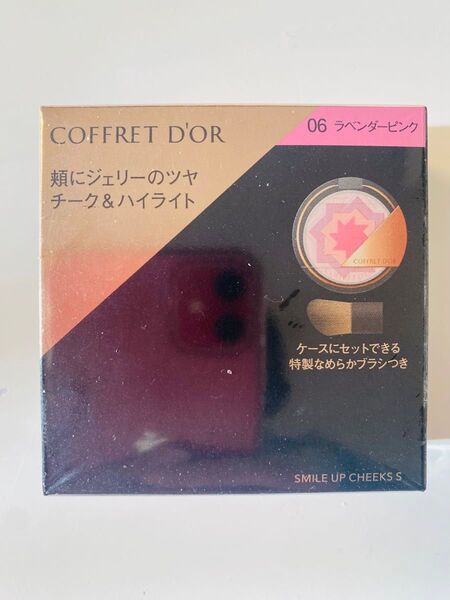 COFFRET D'OR
06 ラベンダーピンク
頬にジェリーのツヤ
チーク＆ハイライト
COFFRET D'OR
ケースにセットできる
特製なめらかブラシつき
SMILE UP CHEEKS S